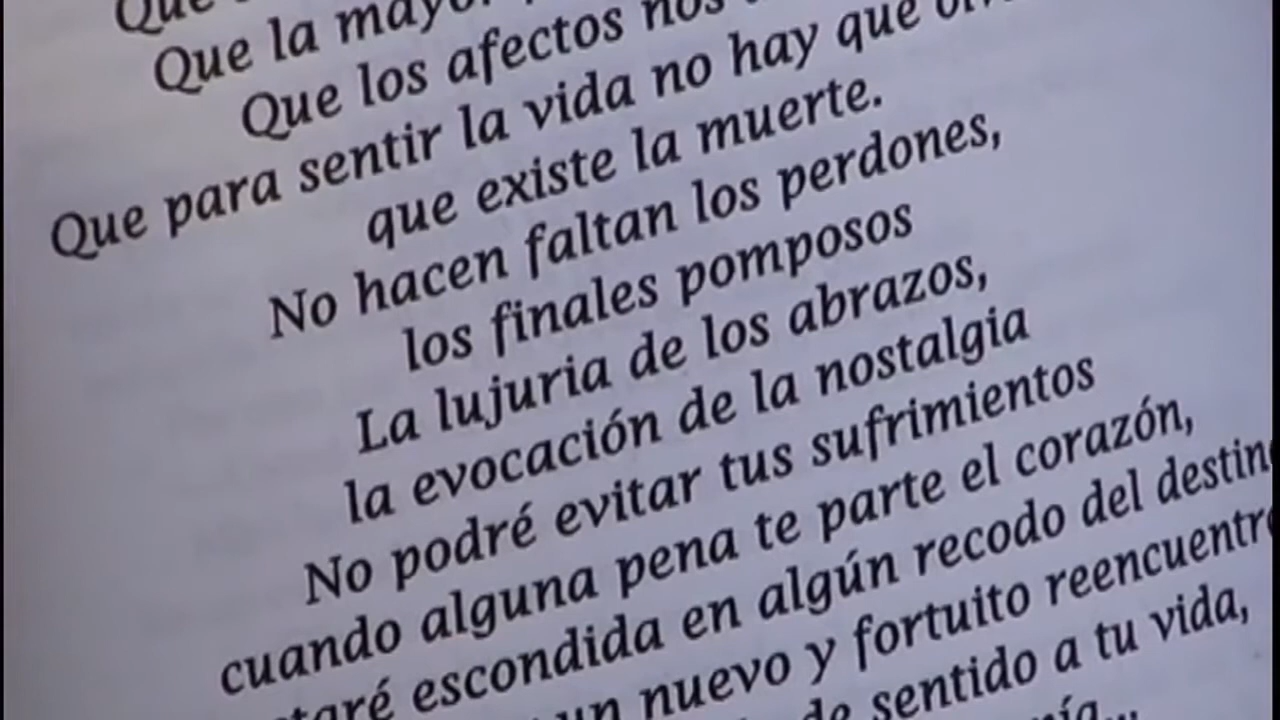 Que
Que la
Que los afectos nos
Que para sentir la vida no hay que
que existe la muerte.
No hacen faltan los perdones,
los finales pomposos
La lujuria de los abrazos,
la evocación de la nostalgia
No podré evitar tus sufrimientos
cuando alguna pena te parte el corazón,
escondida en algún recodo del
un nuevo y fortuito
de sentido a tu vida,